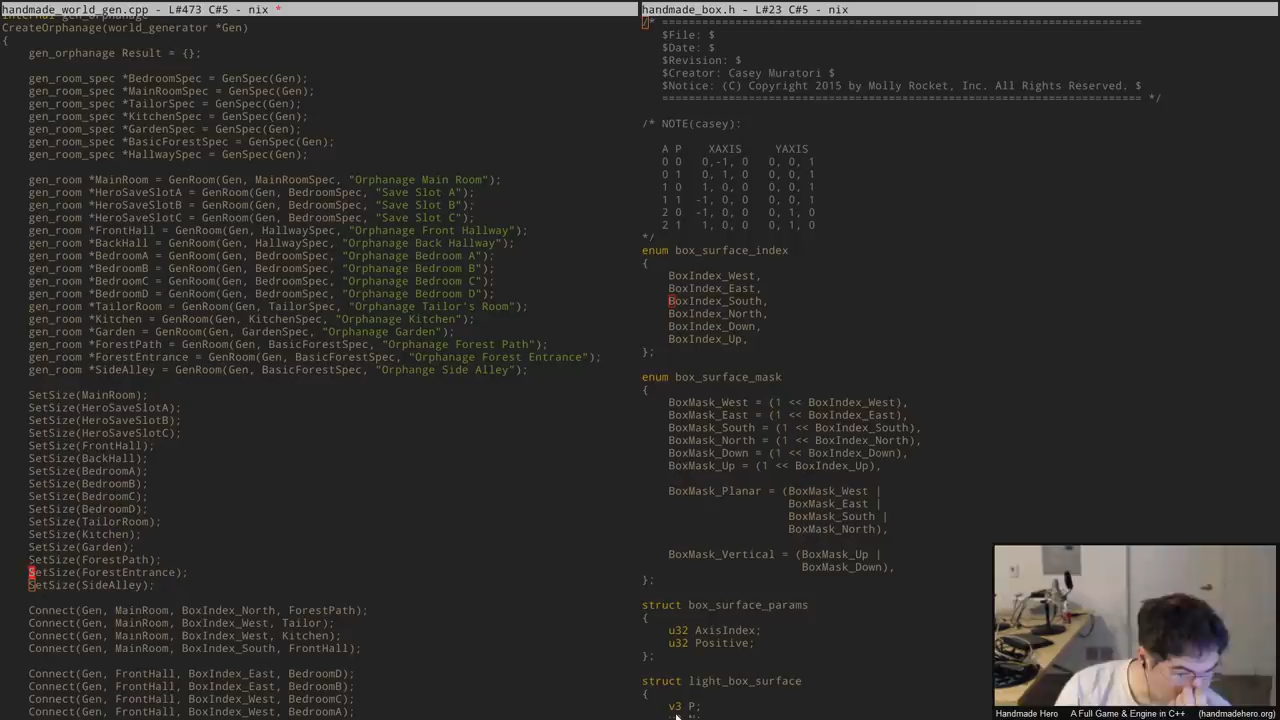 handmade_world_gen.cpp - L#473 C#5 - nix *
internal gen_orphanage
CreateOrphanage(world_generator *Gen)
{
gen_orphanage Result = {};
gen_room_spec *BedroomSpec = GenSpec(Gen);
gen_room_spec *MainRoomSpec = GenSpec(Gen);
gen_room_spec *TailorSpec = GenSpec(Gen);
gen_room_spec *KitchenSpec = GenSpec(Gen);
gen_room_spec *GardenSpec = GenSpec(Gen);
gen_room_spec *BasicForestSpec = GenSpec(Gen);
gen_room_spec *HallwaySpec = GenSpec(Gen);
gen_room *MainRoom = GenRoom(Gen, MainRoomSpec, "Orphanage Main Room");
gen_room *HeroSaveSlotA = GenRoom(Gen, BedroomSpec, "Save Slot A");
gen_room *HeroSaveSlotB = GenRoom(Gen, BedroomSpec, "Save Slot B");
gen_room *HeroSaveSlotC = GenRoom(Gen, BedroomSpec, "Save Slot C");
gen_room *FrontHall = GenRoom(Gen, HallwaySpec, "Orphanage Front Hallway");
gen_room *BackHall = GenRoom(Gen, HallwaySpec, "Orphanage Back Hallway");
gen_room *BedroomA = GenRoom(Gen, BedroomSpec, "Orphanage Bedroom A");
gen_room *BedroomB = GenRoom(Gen, BedroomSpec, "Orphanage Bedroom B");
gen_room *BedroomC = GenRoom(Gen, BedroomSpec, "Orphanage Bedroom C");
gen_room *BedroomD = GenRoom(Gen, BedroomSpec, "Orphanage Bedroom D");
gen_room *TailorRoom = GenRoom(Gen, TailorSpec, "Orphanage Tailor's Room");
gen_room *Kitchen = GenRoom(Gen, KitchenSpec, "Orphanage Kitchen");
gen_room *Garden = GenRoom(Gen, GardenSpec, "Orphanage Garden");
gen_room *ForestPath = GenRoom(Gen, BasicForestSpec, "Orphanage Forest Path");
gen_room *ForestEntrance = GenRoom(Gen, BasicForestSpec, "Orphanage Forest Entrance");
gen_room *SideAlley = GenRoom(Gen, BasicForestSpec, "Orphange Side Alley");
SetSize(MainRoom);
SetSize(HeroSaveSlotA);
SetSize(HeroSaveSlotB);
SetSize(HeroSaveSlotC);
SetSize(FrontHall);
SetSize(BackHall);
SetSize(BedroomA);
SetSize(BedroomB);
SetSize(BedroomC);
SetSize(BedroomD);
SetSize(TailorRoom);
SetSize(Kitchen);
SetSize(Garden);
SetSize(ForestPath);
SetSize(ForestEntrance);
SetSize(SideAlley);
Connect(Gen, MainRoom, BoxIndex_North, ForestPath);
Connect(Gen, MainRoom, BoxIndex_West, Tailor);
Connect(Gen, MainRoom, BoxIndex_West, Kitchen);
Connect(Gen, MainRoom, BoxIndex_South, FrontHall);
Connect(Gen, FrontHall, BoxIndex_East, BedroomD);
Connect(Gen, FrontHall, BoxIndex_East, BedroomB);
Connect(Gen, FrontHall, BoxIndex_West, BedroomC);
Connect(Gen, FrontHall, BoxIndex_West, BedroomA);
handmade_box.h - L#23 C#5 - nix
/* ========================================================================
$File: $
$Date: $
$Revision: $
$Creator: Casey Muratori $
$Notice: (C) Copyright 2015 by Molly Rocket, Inc. All Rights Reserved. $
======================================================================== */
/* NOTE(casey):
A P XAXIS YAXIS
0 0 0,-1, 0 0, 0, 1
0 1 0, 1, 0 0, 0, 1
1 0 1, 0, 0 0, 0, 1
1 1 -1, 0, 0 0, 0, 1
2 0 -1, 0, 0 0, 1, 0
2 1 1, 0, 0 0, 1, 0
*/
enum box_surface_index
{
BoxIndex_West,
BoxIndex_East,
BoxIndex_South,
BoxIndex_North,
BoxIndex_Down,
BoxIndex_Up,
};
enum box_surface_mask
{
BoxMask_West = (1 << BoxIndex_West),
BoxMask_East = (1 << BoxIndex_East),
BoxMask_South = (1 << BoxIndex_South),
BoxMask_North = (1 << BoxIndex_North),
BoxMask_Down = (1 << BoxIndex_Down),
BoxMask_Up = (1 << BoxIndex_Up),
BoxMask_Planar = (BoxMask_West |
BoxMask_East |
BoxMask_South |
BoxMask_North),
BoxMask_Vertical = (BoxMask_Up |
BoxMask_Down),
};
struct box_surface_params
{
u32 AxisIndex;
u32 Positive;
};
struct light_box_surface
{
v3 P;
Handmade Hero A Full Game & Engine in C++ (handmadehero.org)